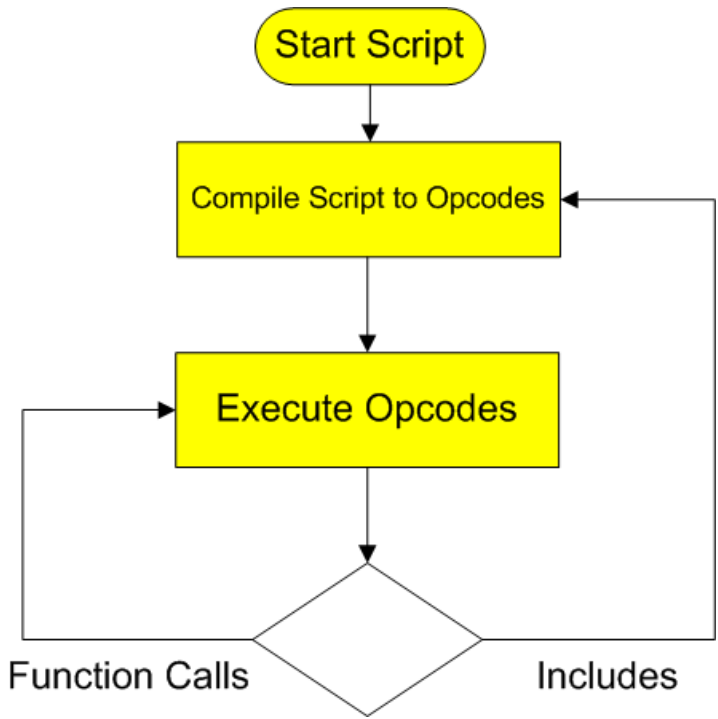 Start Script
Compile Script to Opcodes
Execute Opcodes
Function Calls
Includes